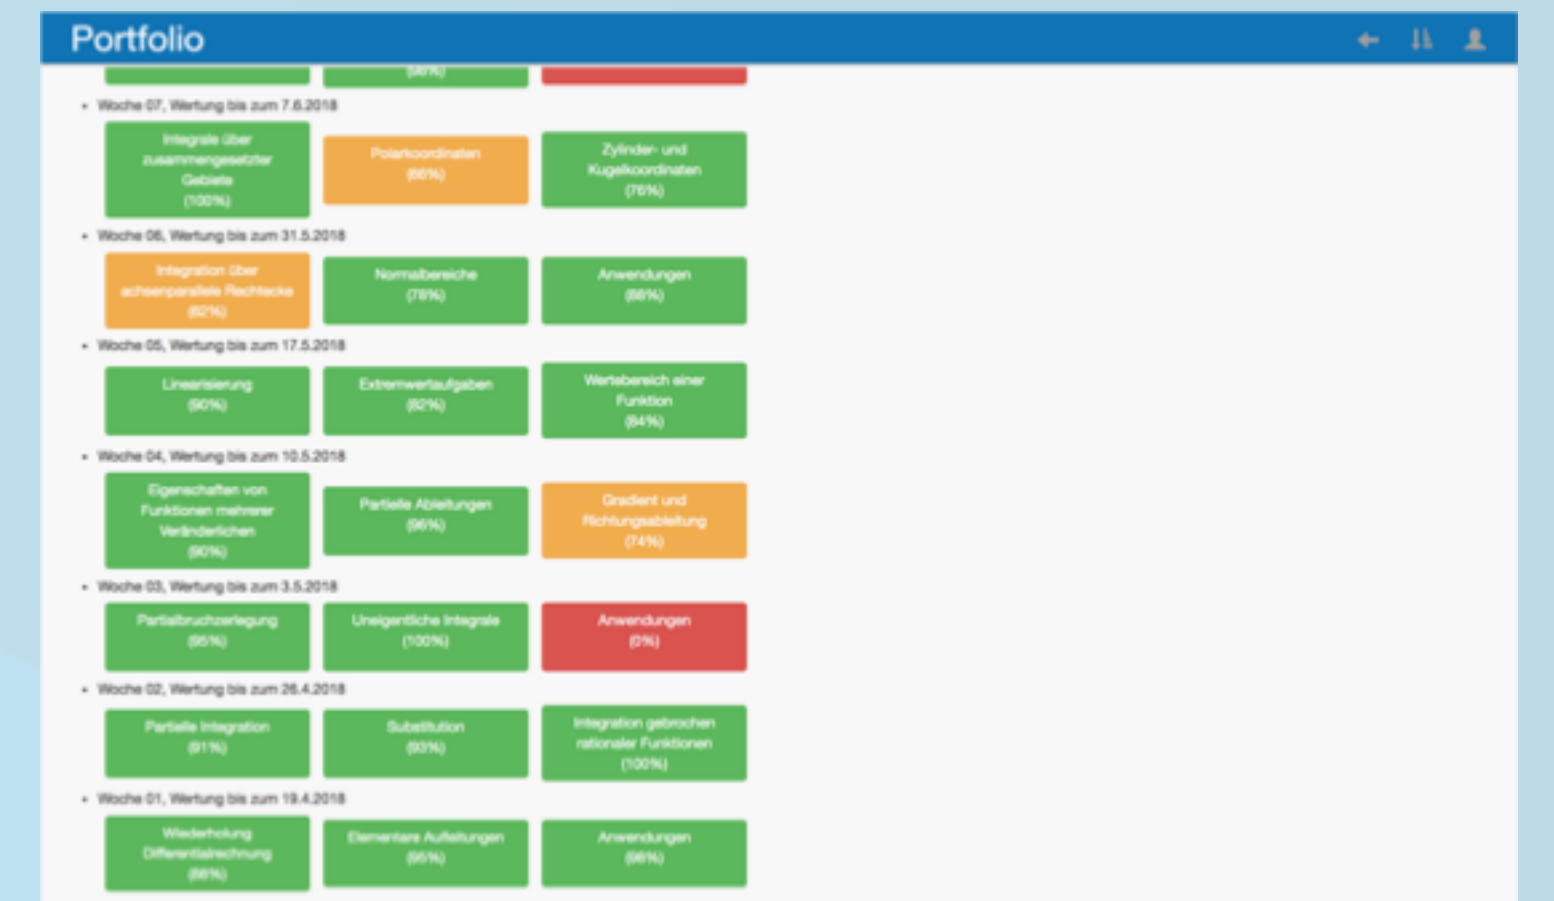 Portfolio
Woche 07, Wertung bis zum 7.6.2018
Integrale über
zusammengesetzter
Gebiete
(100%)
Polarkoordinaten
(66%)
Zylinder- und
Kugelkoordinaten
(76%)
Woche 06, Wertung bis zum 31.5.2018
Integration über
achsenparallele Rechtecke
(62%)
Normalbereiche
(78%)
Anwendungen
Woche 05, Wertung bis zum 17.5.2018
Linearisierung
(90%)
Extremwertaufgaben
(82%)
Wertebereich einer
Funktion
(84%)
Woche 04, Wertung bis zum 10.5.2018
Eigenschaften von
Funktionen mehrerer
Veränderlichen
(90%)
Partielle Ableitungen
(96%)
Gradient und
Richtungsableitung
(74%)
Woche 03, Wertung bis zum 3.5.2018
Partialbruchzerlegung
(95%)
Uneigentliche Integrale
(100%)
Anwendungen
(0%)
Woche 02, Wertung bis zum 26.4.2018
Partielle Integration
(91%)
Substitution
(93%)
Integration gebrochen
rationaler Funktionen
(100%)
Woche 01, Wertung bis zum 19.4.2018
Wiederholung
Differentialrechnung
Elementare Aufleitungen
(95%)
Anwendungen